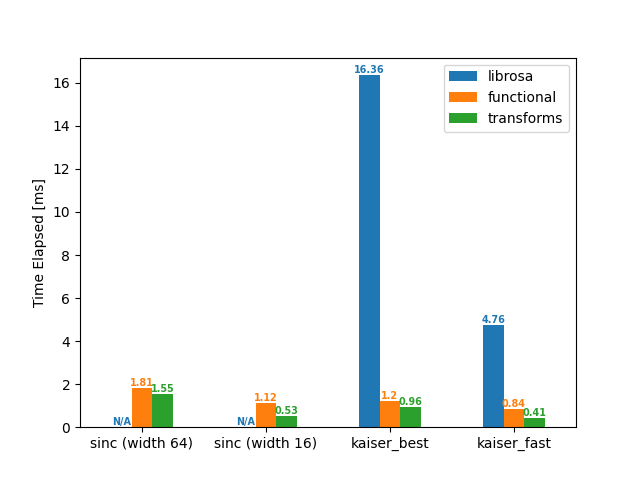 librosa
functional
transforms
Time Elapsed [ms]
16
14
12
10
8
6
4
2
0
N/A
1.81
1.55
N/A
1.12
0.53
16.36
1.2
0.96
4.76
0.84
0.41
sinc (width 64)
sinc (width 16)
kaiser_best
kaiser_fast